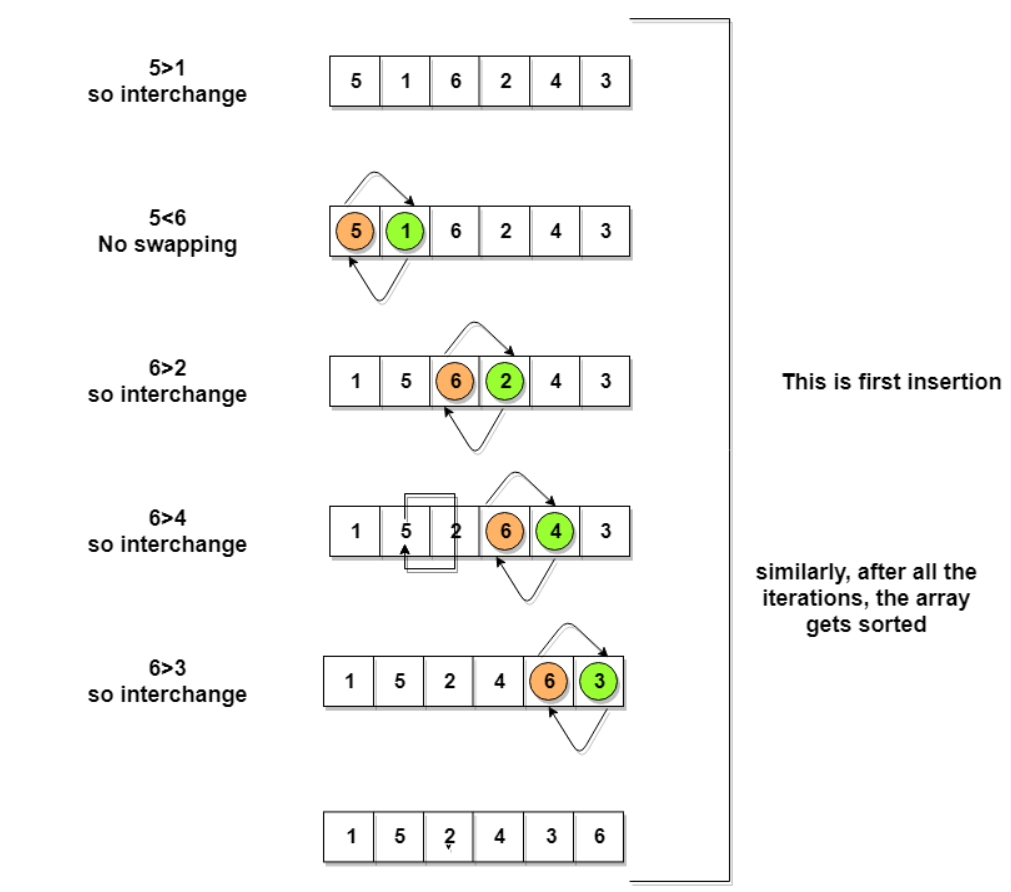 5>1
so interchange
5 1 6 2 4 3
5<6
No swapping
5 1 6 2 4 3
6>2
so interchange
1 5 6 2 4 3
This is first insertion
6>4
so interchange
1 5 2 6 4 3
similarly, after all the
iterations, the array
gets sorted
6>3
so interchange
1 5 2 4 6 3
1 5 2 4 3 6